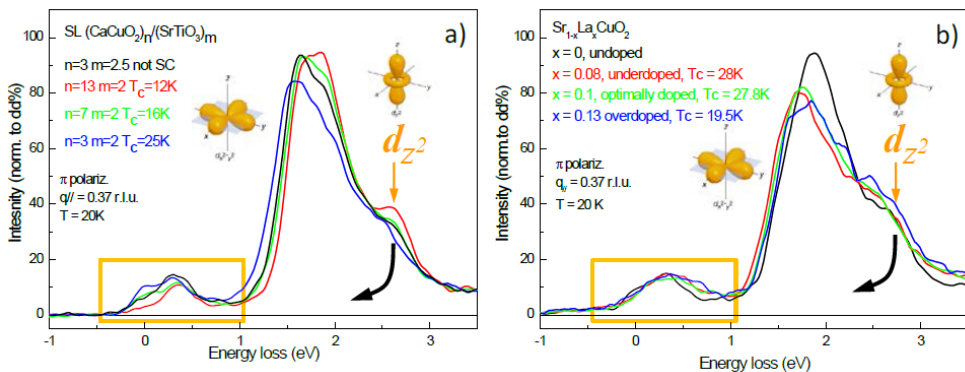 a)
SL (CaCuO2)n/(SrTiO3)m
n=3 m=2.5 not SC
n=13 m=2 TC=12K
n=7 m=2 TC=16K
n=3 m=2 TC=25K
dz2
π polariz.
q// = 0.37 r.l.u.
T = 20K
Intesnity (norm. to dd%)
100
80
60
40
20
0
-1 0 1 2 3
Energy loss (eV)
x
y
z
b)
Sr1-xLaxCuO2
x = 0, undoped
x = 0.08, underdoped, Tc = 28K
x = 0.1, optimally doped, Tc = 27.8K
x = 0.13 overdoped, Tc = 19.5K
dz2
π polariz.
q// = 0.37 r.l.u.
T = 20 K
Intensity (norm.to dd%)
100
80
60
40
20
0
-1 0 1 2 3
Energy loss (eV)
x
y
z